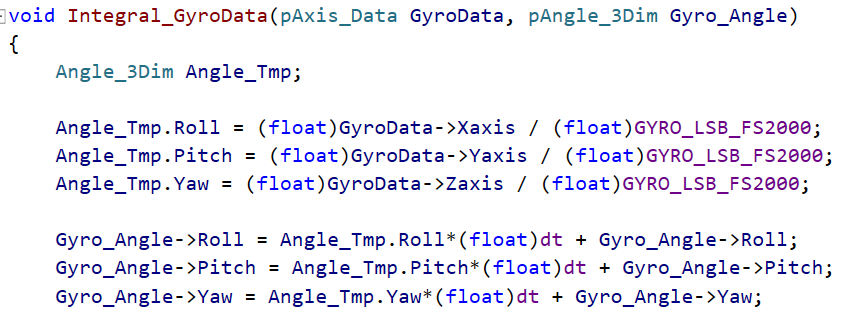 void Integral_GyroData(pAxis_Data GyroData, pAngle_3Dim Gyro_Angle)
{
    Angle_3Dim Angle_Tmp;

    Angle_Tmp.Roll = (float)GyroData->Xaxis / (float)GYRO_LSB_FS2000;
    Angle_Tmp.Pitch = (float)GyroData->Yaxis / (float)GYRO_LSB_FS2000;
    Angle_Tmp.Yaw = (float)GyroData->Zaxis / (float)GYRO_LSB_FS2000;

    Gyro_Angle->Roll = Angle_Tmp.Roll*(float)dt + Gyro_Angle->Roll;
    Gyro_Angle->Pitch = Angle_Tmp.Pitch*(float)dt + Gyro_Angle->Pitch;
    Gyro_Angle->Yaw = Angle_Tmp.Yaw*(float)dt + Gyro_Angle->Yaw;